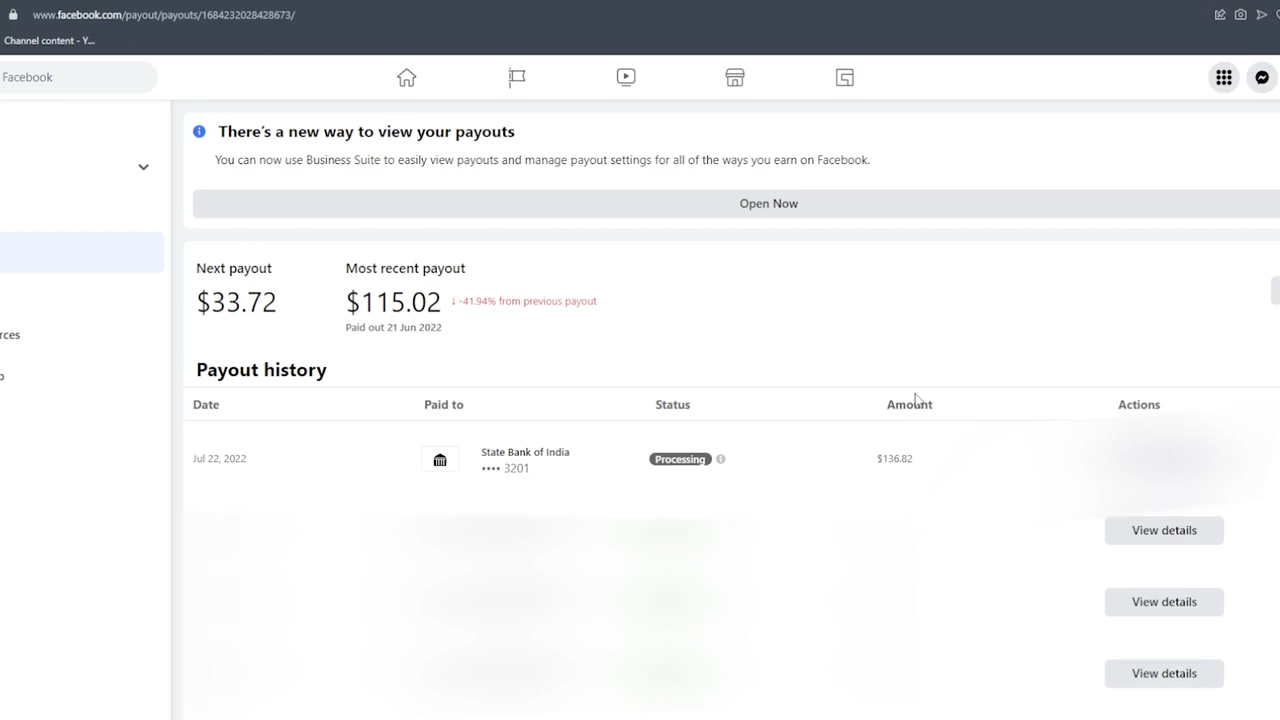 www.facebook.com/payout/payouts/1684232028428673/
Channel content - Y...
Facebook
There's a new way to view your payouts
You can now use Business Suite to easily view payouts and manage payout settings for all of the ways you earn on Facebook.
Open Now
Next payout
Most recent payout
$33.72
$115.02
↓ -41.94% from previous payout
Paid out 21 Jun 2022
rces
p
Payout history
Date
Paid to
Status
Amount
Actions
Jul 22, 2022
State Bank of India
•••• 3201
Processing
$136.82
View details
View details
View details